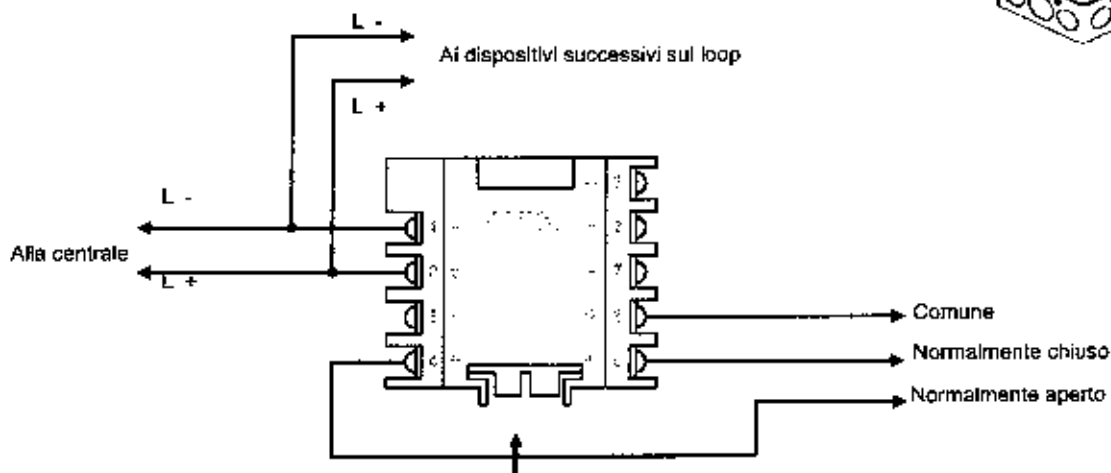 L -
Ai dispositivi successivi sul loop
L +
L -
Alla centrale
L +
Comune
Normalmente chiuso
Normalmente aperto